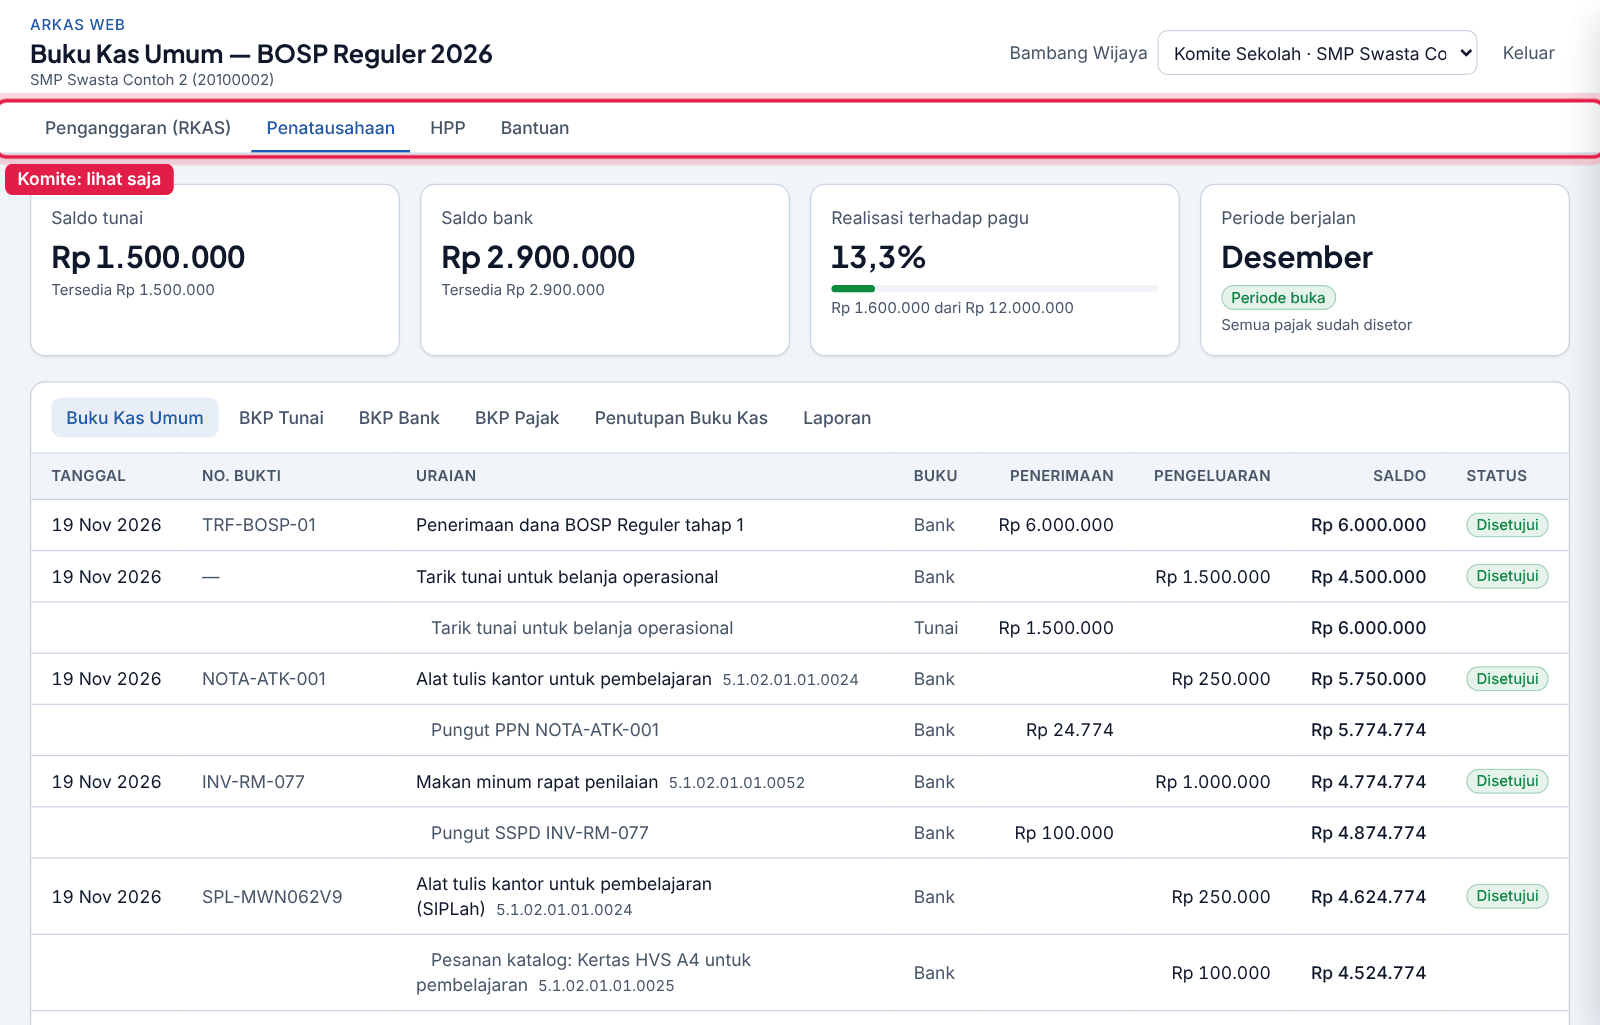 ARKAS WEB
Buku Kas Umum — BOSP Reguler 2026
SMP Swasta Contoh 2 (20100002)
Bambang Wijaya
Komite Sekolah · SMP Swasta Co
Keluar
Penganggaran (RKAS) Penatausahaan HPP Bantuan
Komite: lihat saja
Saldo tunai
Rp 1.500.000
Tersedia Rp 1.500.000
Saldo bank
Rp 2.900.000
Tersedia Rp 2.900.000
Realisasi terhadap pagu
13,3%
Rp 1.600.000 dari Rp 12.000.000
Periode berjalan
Desember
Periode buka
Semua pajak sudah disetor
Buku Kas Umum BKP Tunai BKP Bank BKP Pajak Penutupan Buku Kas Laporan
TANGGAL NO. BUKTI URAIAN BUKU PENERIMAAN PENGELUARAN SALDO STATUS
19 Nov 2026 TRF-BOSP-01 Penerimaan dana BOSP Reguler tahap 1 Bank Rp 6.000.000 Rp 6.000.000 Disetujui
19 Nov 2026 — Tarik tunai untuk belanja operasional Bank Rp 1.500.000 Rp 4.500.000 Disetujui
Tarik tunai untuk belanja operasional Tunai Rp 1.500.000 Rp 6.000.000
19 Nov 2026 NOTA-ATK-001 Alat tulis kantor untuk pembelajaran 5.1.02.01.01.0024 Bank Rp 250.000 Rp 5.750.000 Disetujui
Pungut PPN NOTA-ATK-001 Bank Rp 24.774 Rp 5.774.774
19 Nov 2026 INV-RM-077 Makan minum rapat penilaian 5.1.02.01.01.0052 Bank Rp 1.000.000 Rp 4.774.774 Disetujui
Pungut SSPD INV-RM-077 Bank Rp 100.000 Rp 4.874.774
19 Nov 2026 SPL-MWN062V9 Alat tulis kantor untuk pembelajaran
(SIPLah) 5.1.02.01.01.0024 Bank Rp 250.000 Rp 4.624.774 Disetujui
Pesanan katalog: Kertas HVS A4 untuk
pembelajaran 5.1.02.01.01.0025 Bank Rp 100.000 Rp 4.524.774